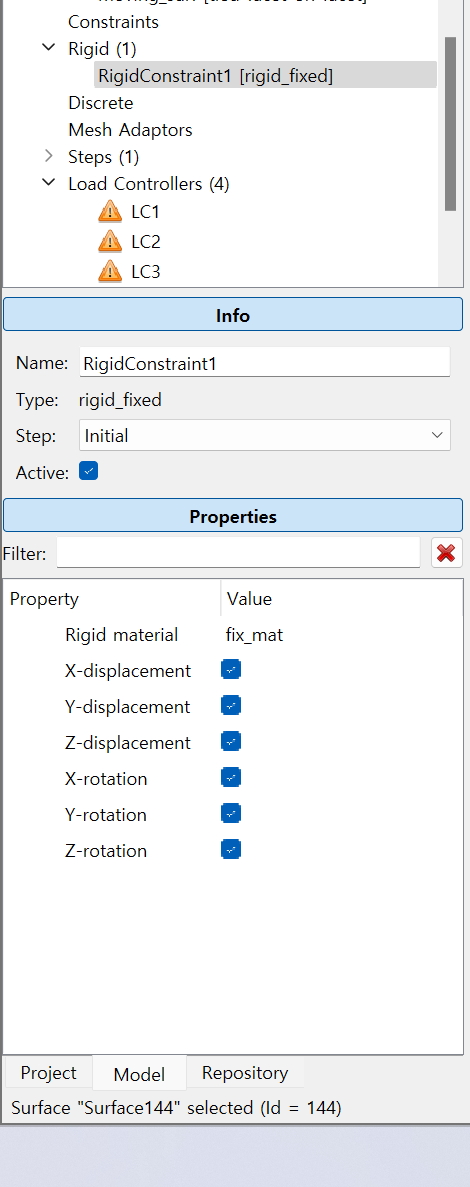 Constraints
Rigid (1)
RigidConstraint1 [rigid_fixed]
Discrete
Mesh Adaptors
Steps (1)
Load Controllers (4)
LC1
LC2
LC3
Info
Name: RigidConstraint1
Type: rigid_fixed
Step: Initial
Active:
Properties
Filter:
Property Value
Rigid material fix_mat
X-displacement
Y-displacement
Z-displacement
X-rotation
Y-rotation
Z-rotation
Project Model Repository
Surface "Surface144" selected (Id = 144)